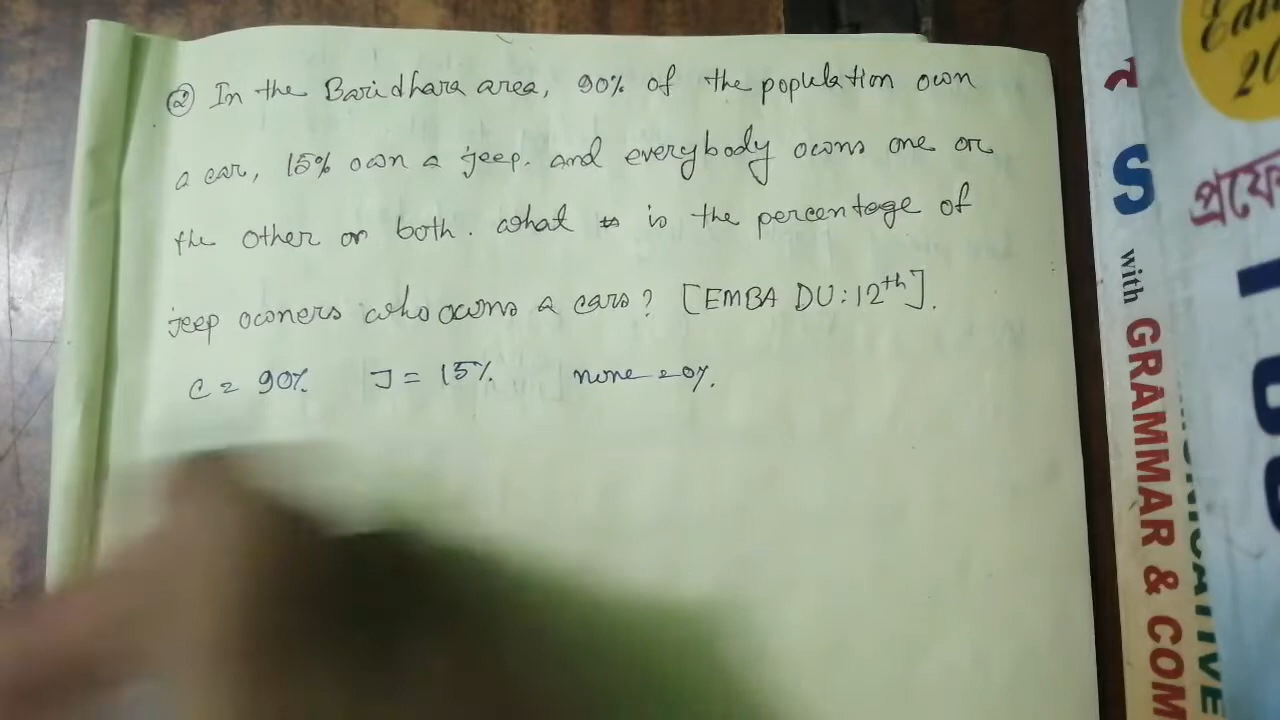 ② In the Baridhara area, 90% of the population own
a car, 15% own a jeep. and everybody owns one or
the other or both. what is the percentage of
jeep owners who owns a cars? [EMBA DU:12th].
C = 90% J = 15% none = 0%.
S
with GRAMMAR & COM
প্রফে